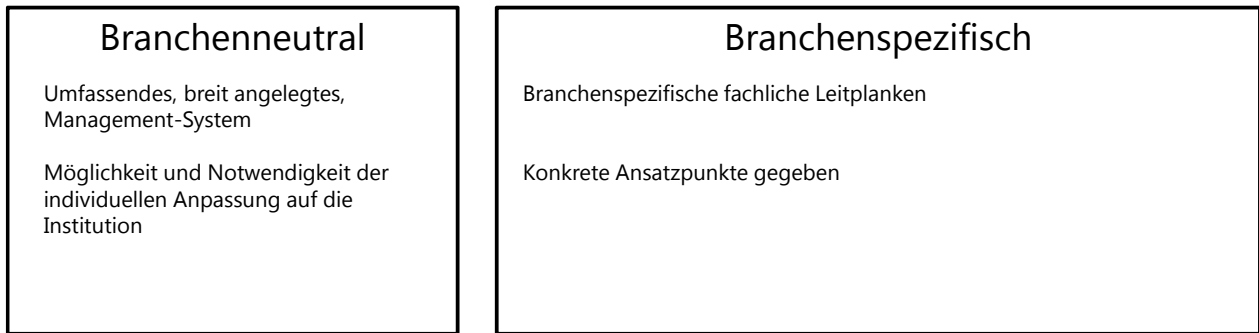 Branchenneutral
Umfassendes, breit angelegtes,
Management-System
Möglichkeit und Notwendigkeit der
individuellen Anpassung auf die
Institution
Branchenspezifisch
Branchenspezifische fachliche Leitplanken
Konkrete Ansatzpunkte gegeben